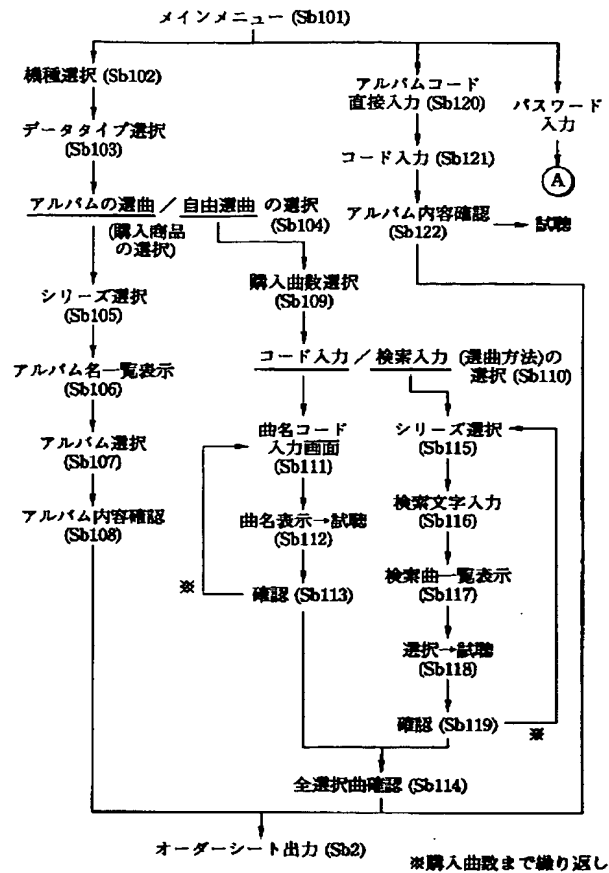 メインメニュー (Sb101)
機種選択 (Sb102)
データタイプ選択
(Sb103)
アルバムの選曲 / 自由選曲 の選択
(Sb104)
(購入商品
の選択)
シリーズ選択
(Sb105)
アルバム名一覧表示
(Sb106)
アルバム選択
(Sb107)
アルバム内容確認
(Sb108)
購入曲数選択
(Sb109)
コード入力 / 検索入力 (選曲方法)の
選択 (Sb110)
曲名コード
入力画面
(Sb111)
曲名表示→試聴
(Sb112)
※
確認 (Sb113)
シリーズ選択
(Sb115)
検索文字入力
(Sb116)
検索曲一覧表示
(Sb117)
選択→試聴
(Sb118)
確認 (Sb119)
※
全選択曲確認 (Sb114)
アルバムコード
直接入力 (Sb120)
コード入力 (Sb121)
アルバム内容確認
(Sb122)
試聴
パスワード
入力
A
オーダーシート出力 (Sb2)
※購入曲数まで繰り返し